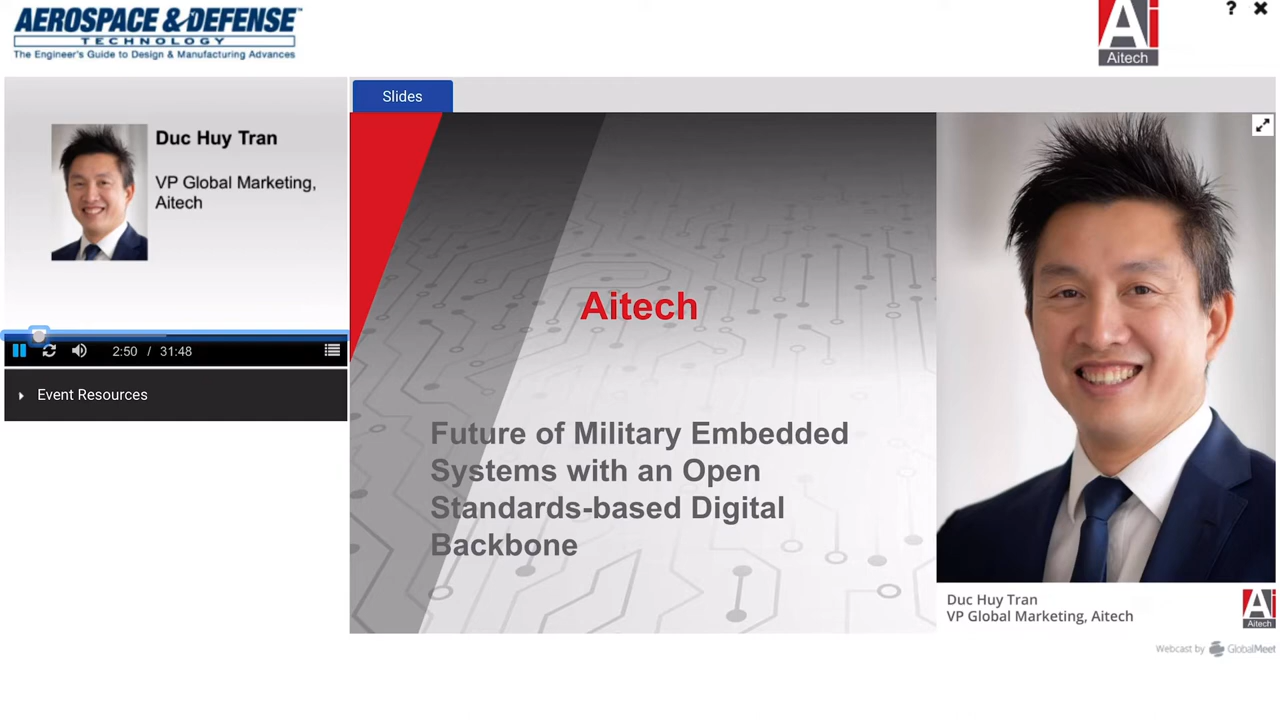 AEROSPACE & DEFENSE™
TECHNOLOGY
The Engineer's Guide to Design & Manufacturing Advances
Ai
Aitech
?
Duc Huy Tran
VP Global Marketing,
Aitech
2:50 / 31:48
Event Resources
Slides
Aitech
Future of Military Embedded
Systems with an Open
Standards-based Digital
Backbone
Duc Huy Tran
VP Global Marketing, Aitech
Ai
Aitech
Webcast by GlobalMeet